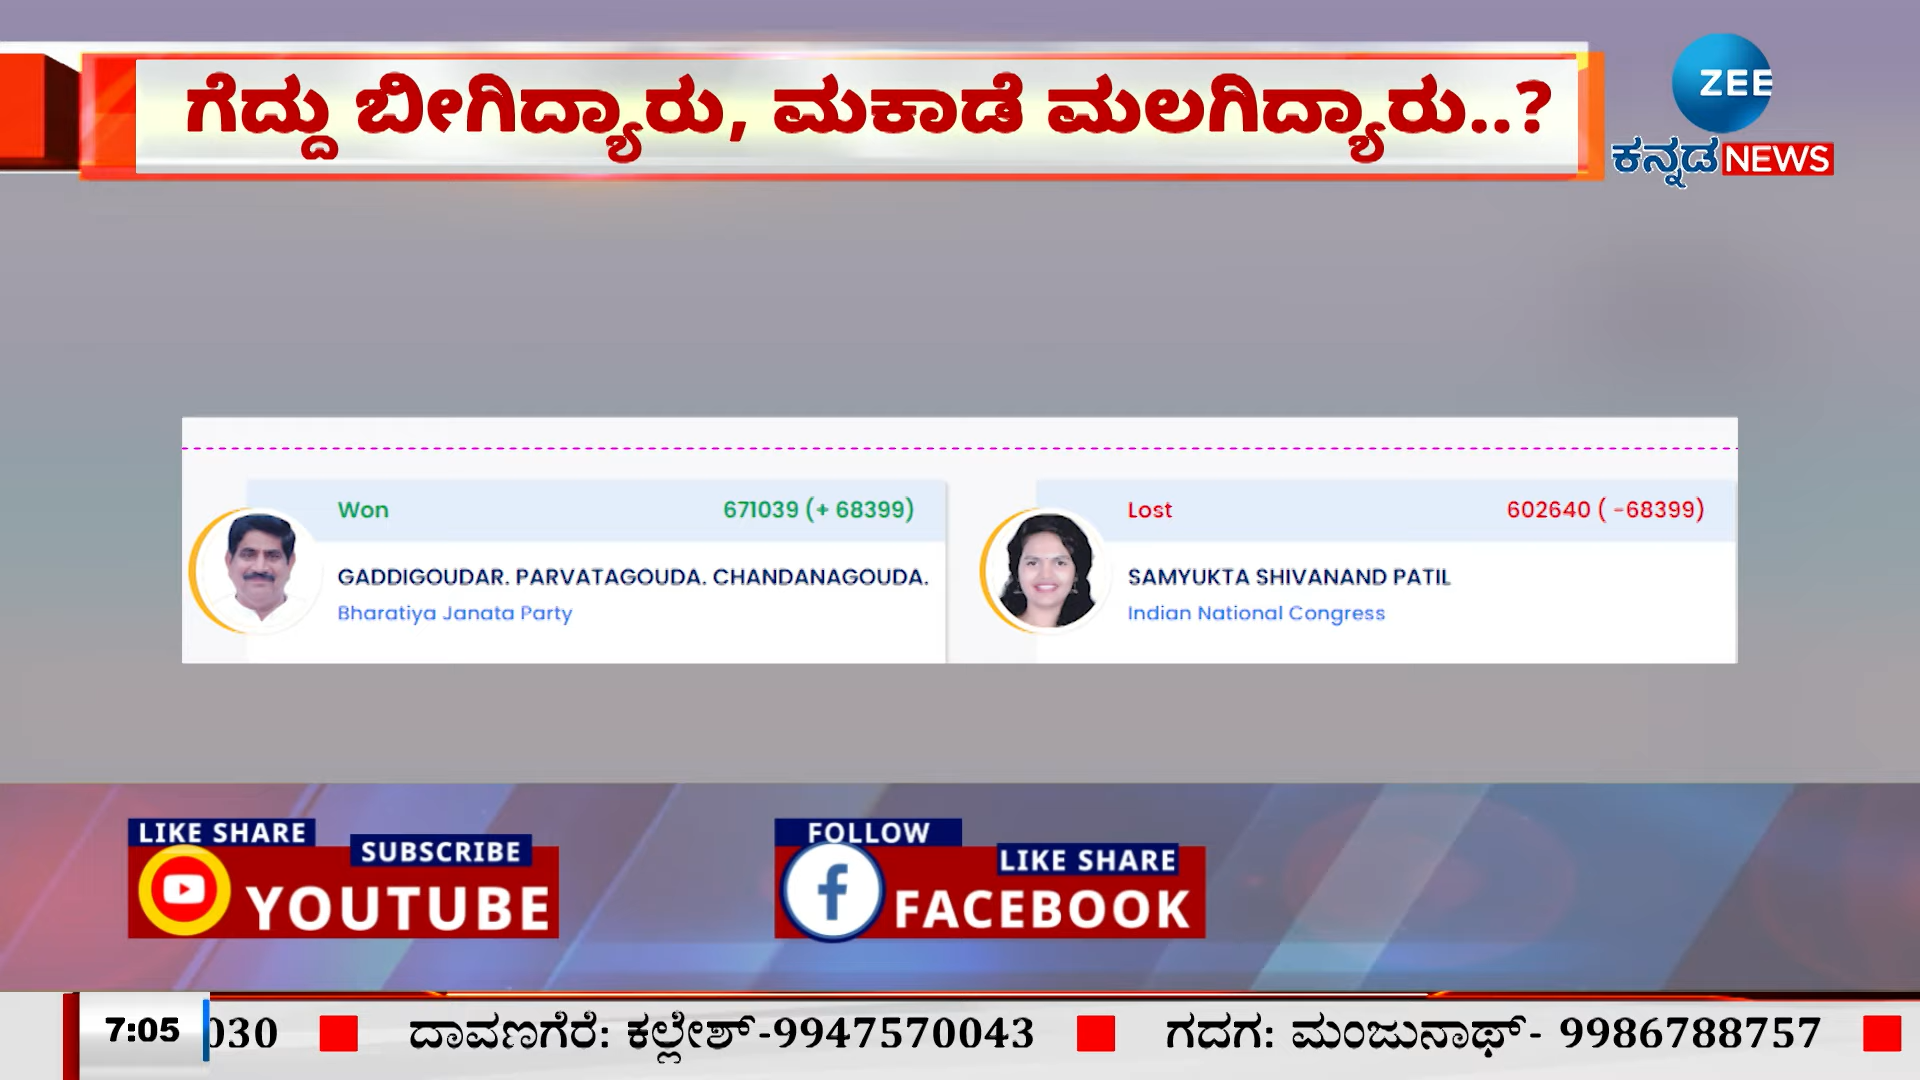 ಗೆದ್ದು ಬೀಗಿದ್ಯಾರು, ಮಕಾಡೆ ಮಲಗಿದ್ಯಾರು..?
ZEE
ಕನ್ನಡ NEWS
Won 671039 (+ 68399)
GADDIGOUDAR. PARVATAGOUDA. CHANDANAGOUDA.
Bharatiya Janata Party
Lost 602640 ( -68399)
SAMYUKTA SHIVANAND PATIL
Indian National Congress
LIKE SHARE
SUBSCRIBE
YOUTUBE
FOLLOW
LIKE SHARE
FACEBOOK
7:05 030 ದಾವಣಗೆರೆ: ಕಲ್ಲೇಶ್-9947570043 ಗದಗ: ಮಂಜುನಾಥ್- 9986788757